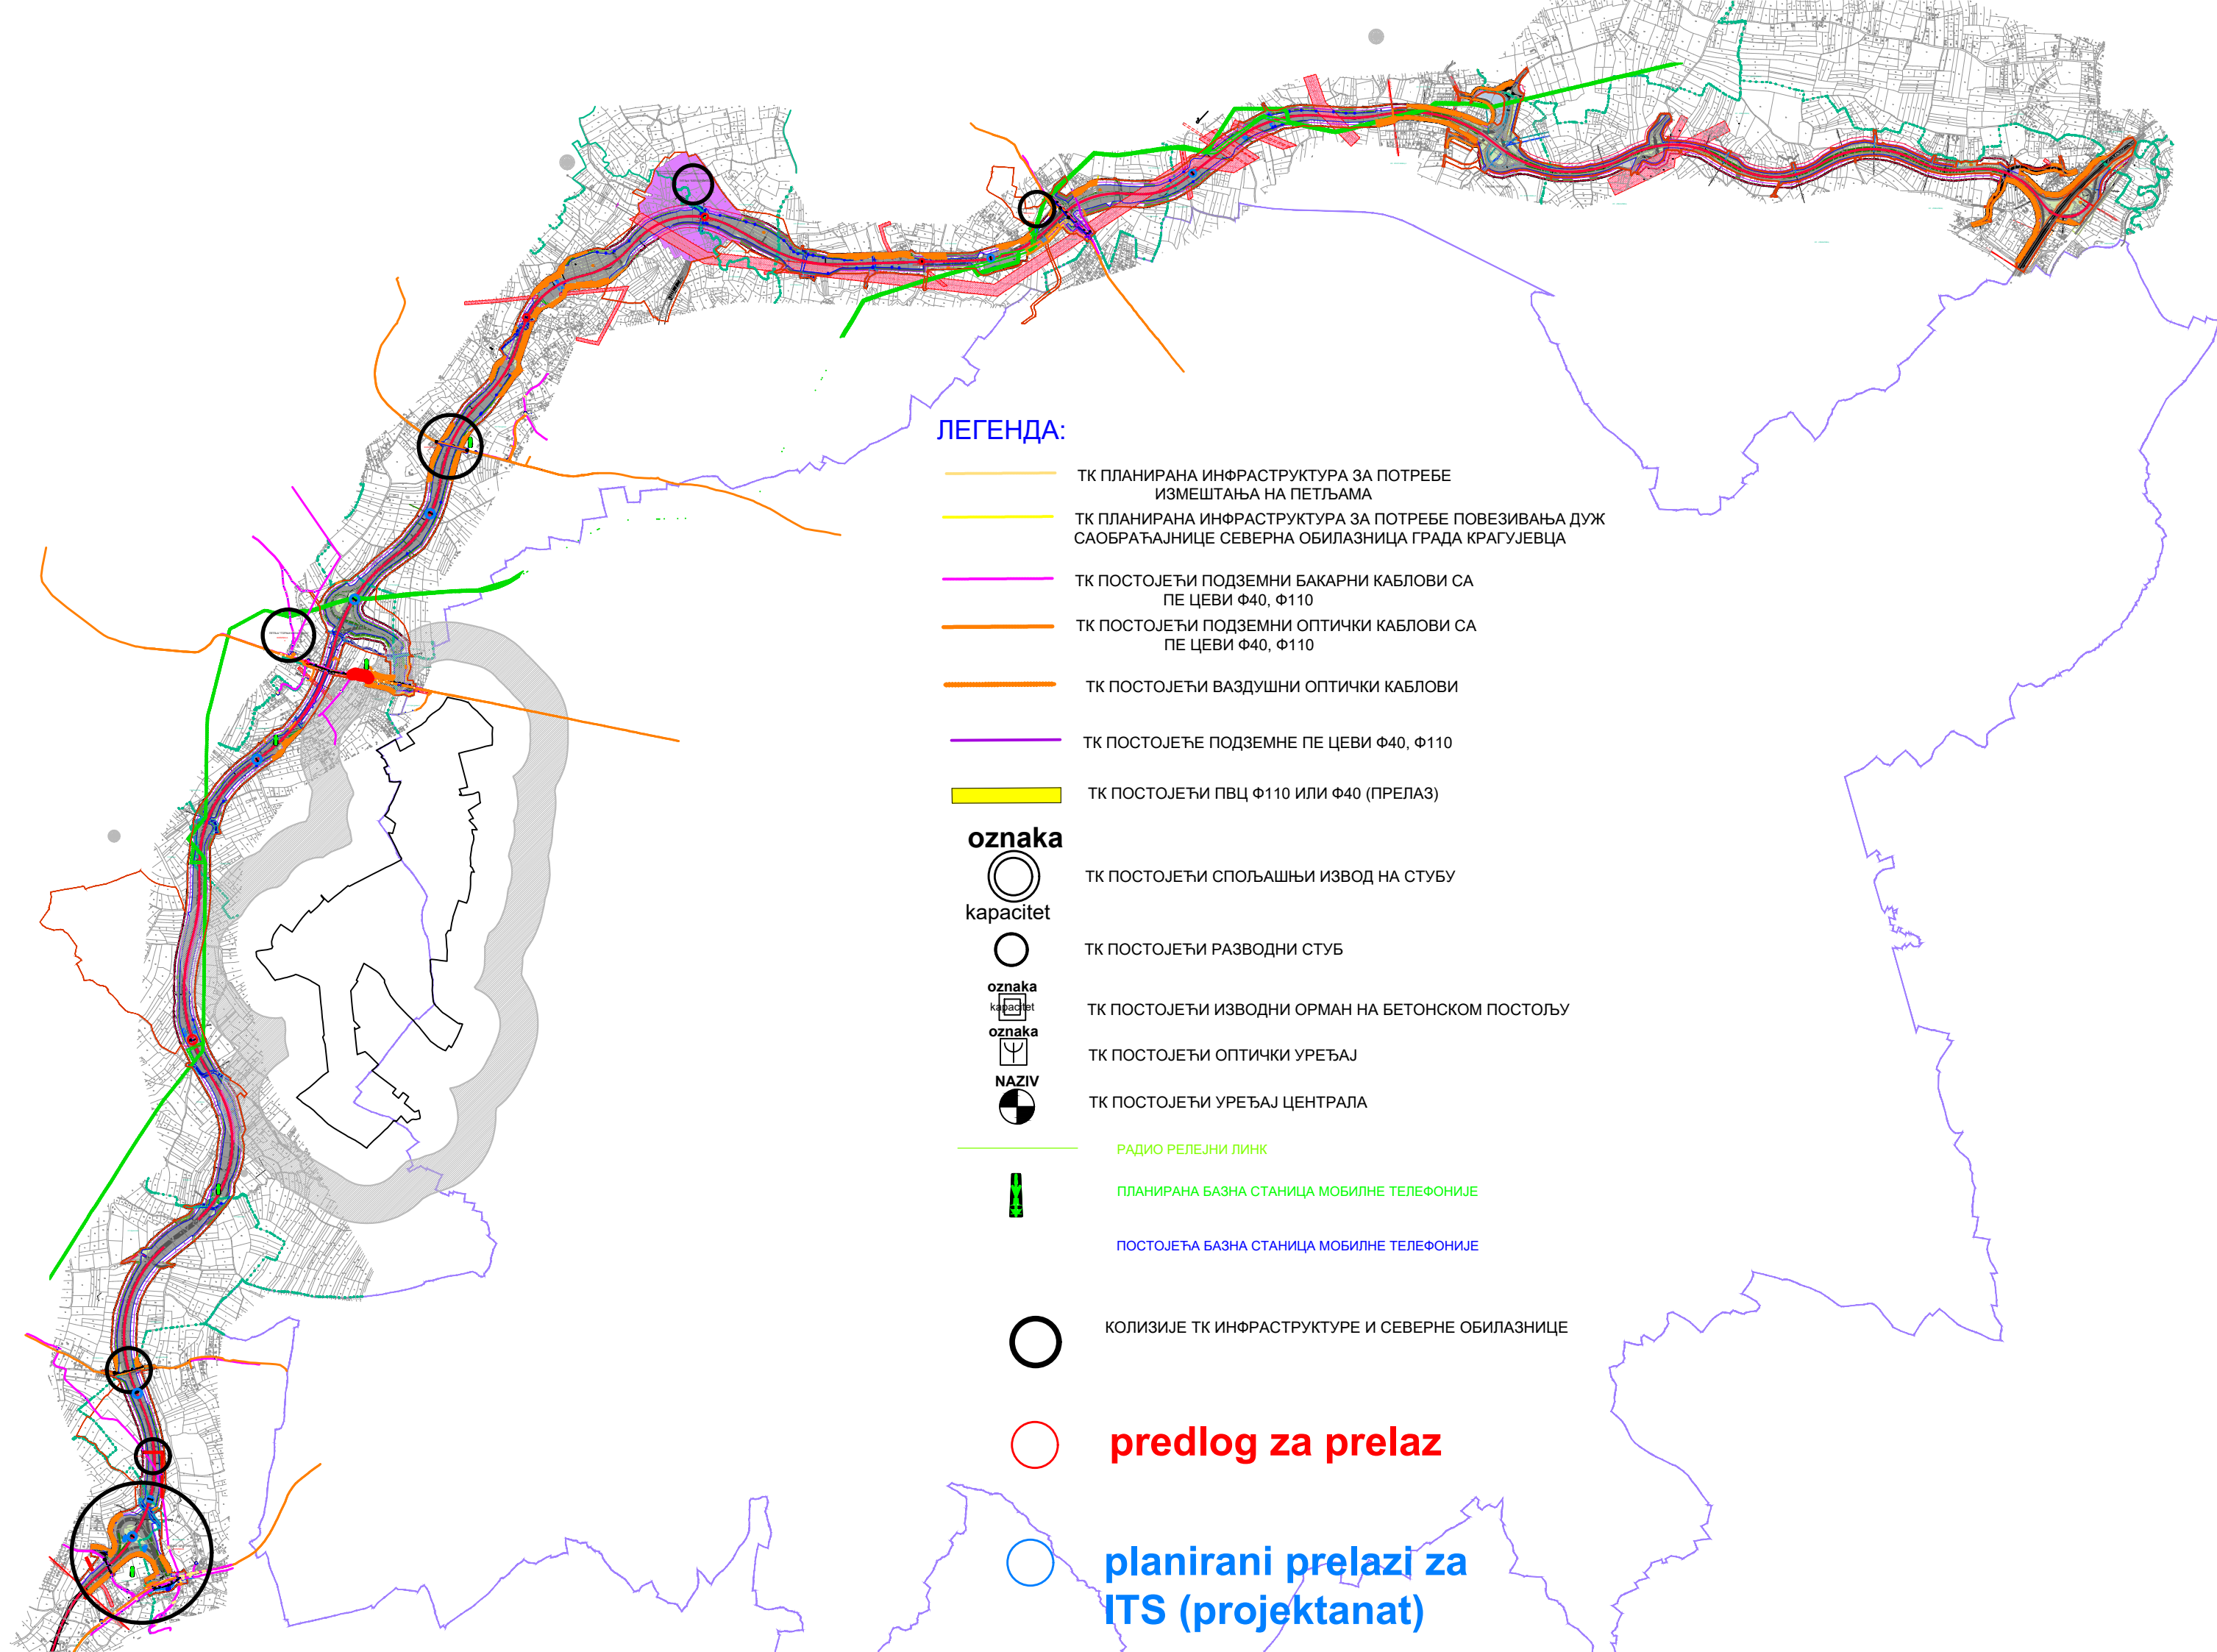 ЛЕГЕНДА:
ТК ПЛАНИРАНА ИНФРАСТРУКТУРА ЗА ПОТРЕБЕ
ИЗМЕШТАЊА НА ПЕТЉАМА
ТК ПЛАНИРАНА ИНФРАСТРУКТУРА ЗА ПОТРЕБЕ ПОВЕЗИВАЊА ДУЖ
САОБРАЋАЈНИЦЕ СЕВЕРНА ОБИЛАЗНИЦА ГРАДА КРАГУЈЕВЦА
ТК ПОСТОЈЕЋИ ПОДЗЕМНИ БАКАРНИ КАБЛОВИ СА
ПЕ ЦЕВИ Ф40, Ф110
ТК ПОСТОЈЕЋИ ПОДЗЕМНИ ОПТИЧКИ КАБЛОВИ СА
ПЕ ЦЕВИ Ф40, Ф110
ТК ПОСТОЈЕЋИ ВАЗДУШНИ ОПТИЧКИ КАБЛОВИ
ТК ПОСТОЈЕЋЕ ПОДЗЕМНЕ ПЕ ЦЕВИ Ф40, Ф110
ТК ПОСТОЈЕЋИ ПВЦ Ф110 ИЛИ Ф40 (ПРЕЛАЗ)
oznaka
ТК ПОСТОЈЕЋИ СПОЉАШЊИ ИЗВОД НА СТУБУ
kapacitet
ТК ПОСТОЈЕЋИ РАЗВОДНИ СТУБ
oznaka
kapacitet
ТК ПОСТОЈЕЋИ ИЗВОДНИ ОРМАН НА БЕТОНСКОМ ПОСТОЉУ
oznaka
ТК ПОСТОЈЕЋИ ОПТИЧКИ УРЕЂАЈ
NAZIV
ТК ПОСТОЈЕЋИ УРЕЂАЈ ЦЕНТРАЛА
РАДИО РЕЛЕЈНИ ЛИНК
ПЛАНИРАНА БАЗНА СТАНИЦА МОБИЛНЕ ТЕЛЕФОНИЈЕ
ПОСТОЈЕЋА БАЗНА СТАНИЦА МОБИЛНЕ ТЕЛЕФОНИЈЕ
КОЛИЗИЈЕ ТК ИНФРАСТРУКТУРЕ И СЕВЕРНЕ ОБИЛАЗНИЦЕ
predlog za prelaz
planirani prelazi za
ITS (projektanat)